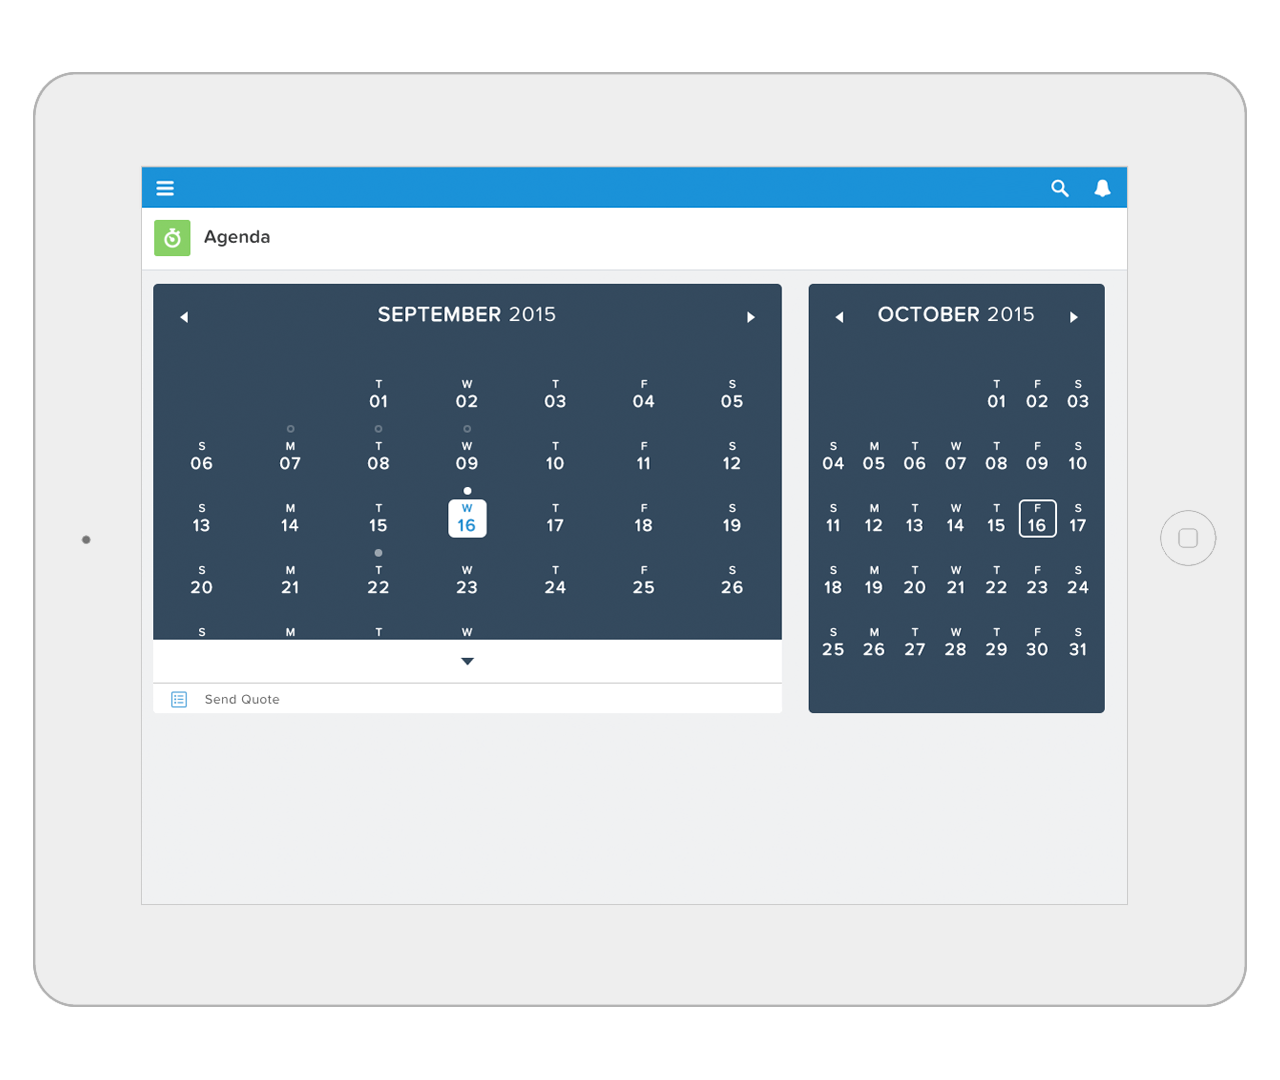 Agenda
SEPTEMBER 2015
T W T F S
01 02 03 04 05
S M T W T F S
06 07 08 09 10 11 12
S M T W T F S
13 14 15 16 17 18 19
S M T W T F S
20 21 22 23 24 25 26
S M T W
Send Quote
OCTOBER 2015
T F S
01 02 03
S M T W T F S
04 05 06 07 08 09 10
S M T W T F S
11 12 13 14 15 16 17
S M T W T F S
18 19 20 21 22 23 24
S M T W T F S
25 26 27 28 29 30 31